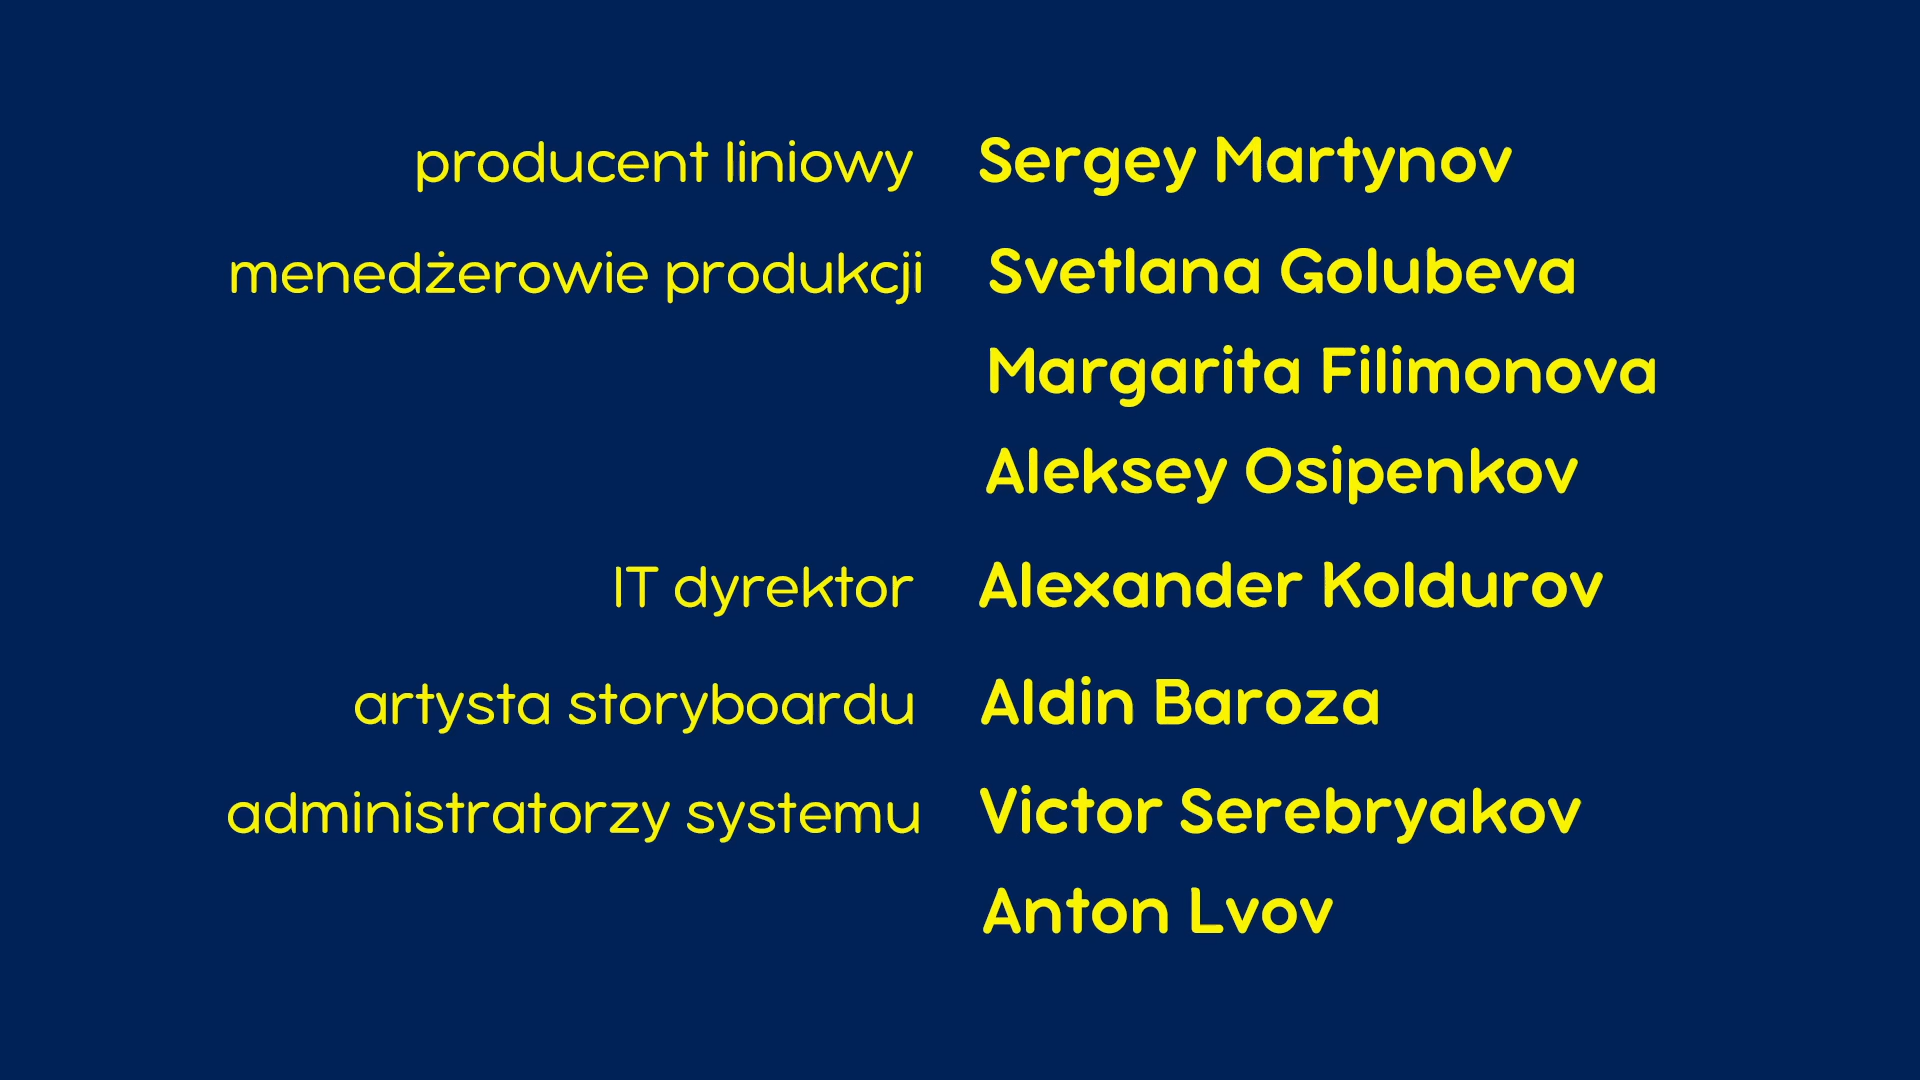 producent liniowy Sergey Martynov
menedżerowie produkcji Svetlana Golubeva
Margarita Filimonova
Aleksey Osipenkov
IT dyrektor Alexander Koldurov
artysta storyboardu Aldin Baroza
administratorzy systemu Victor Serebryakov
Anton Lvov